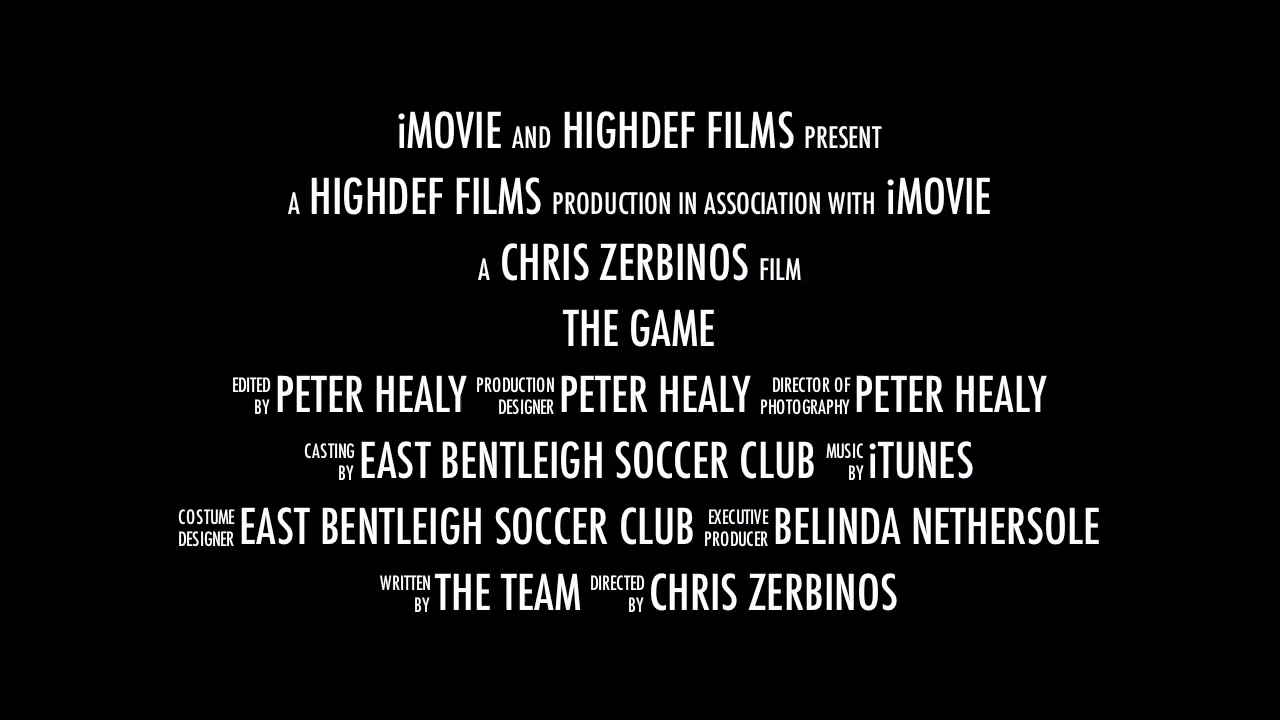 iMOVIE AND HIGHDEF FILMS PRESENT
A HIGHDEF FILMS PRODUCTION IN ASSOCIATION WITH iMOVIE
A CHRIS ZERBINOS FILM
THE GAME
EDITED BY PETER HEALY PRODUCTION DESIGNER PETER HEALY DIRECTOR OF PHOTOGRAPHY PETER HEALY
CASTING BY EAST BENTLEIGH SOCCER CLUB MUSIC BY iTUNES
COSTUME DESIGNER EAST BENTLEIGH SOCCER CLUB EXECUTIVE PRODUCER BELINDA NETHERSOLE
WRITTEN BY THE TEAM DIRECTED BY CHRIS ZERBINOS